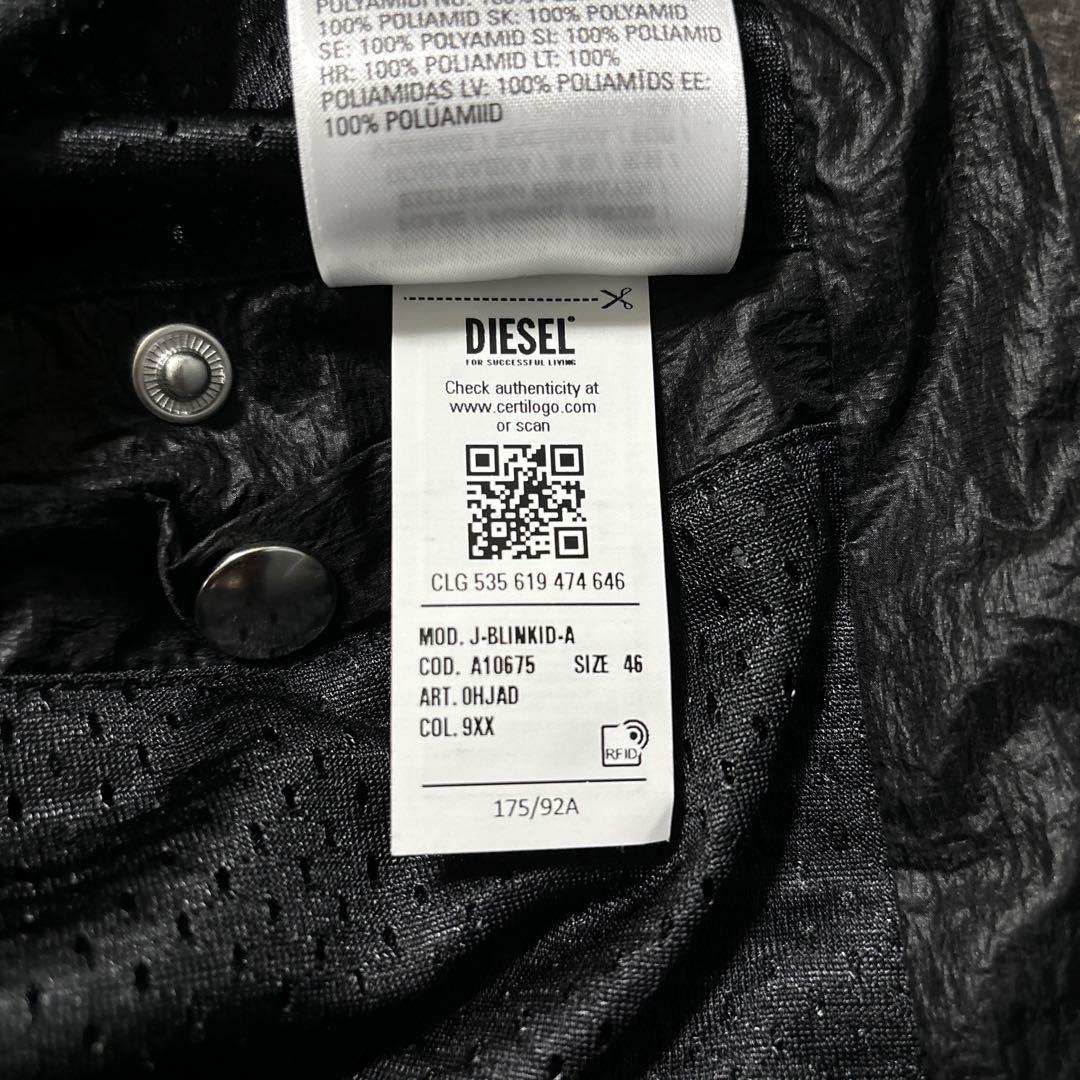 100% POLIAMID SK: 100% POLYAMID
SE: 100% POLYAMID SI: 100% POLIAMID
HR: 100% POLIAMID LT: 100%
POLIAMIDAS LV: 100% POLIAMĪDS EE:
100% POLÜAMIID
DIESEL®
FOR SUCCESSFUL LIVING
Check authenticity at
www.certilogo.com
or scan
CLG 535 619 474 646
MOD. J-BLINKID-A
COD. A10675 SIZE 46
ART. 0HJAD
COL. 9XX
RFID
175/92A